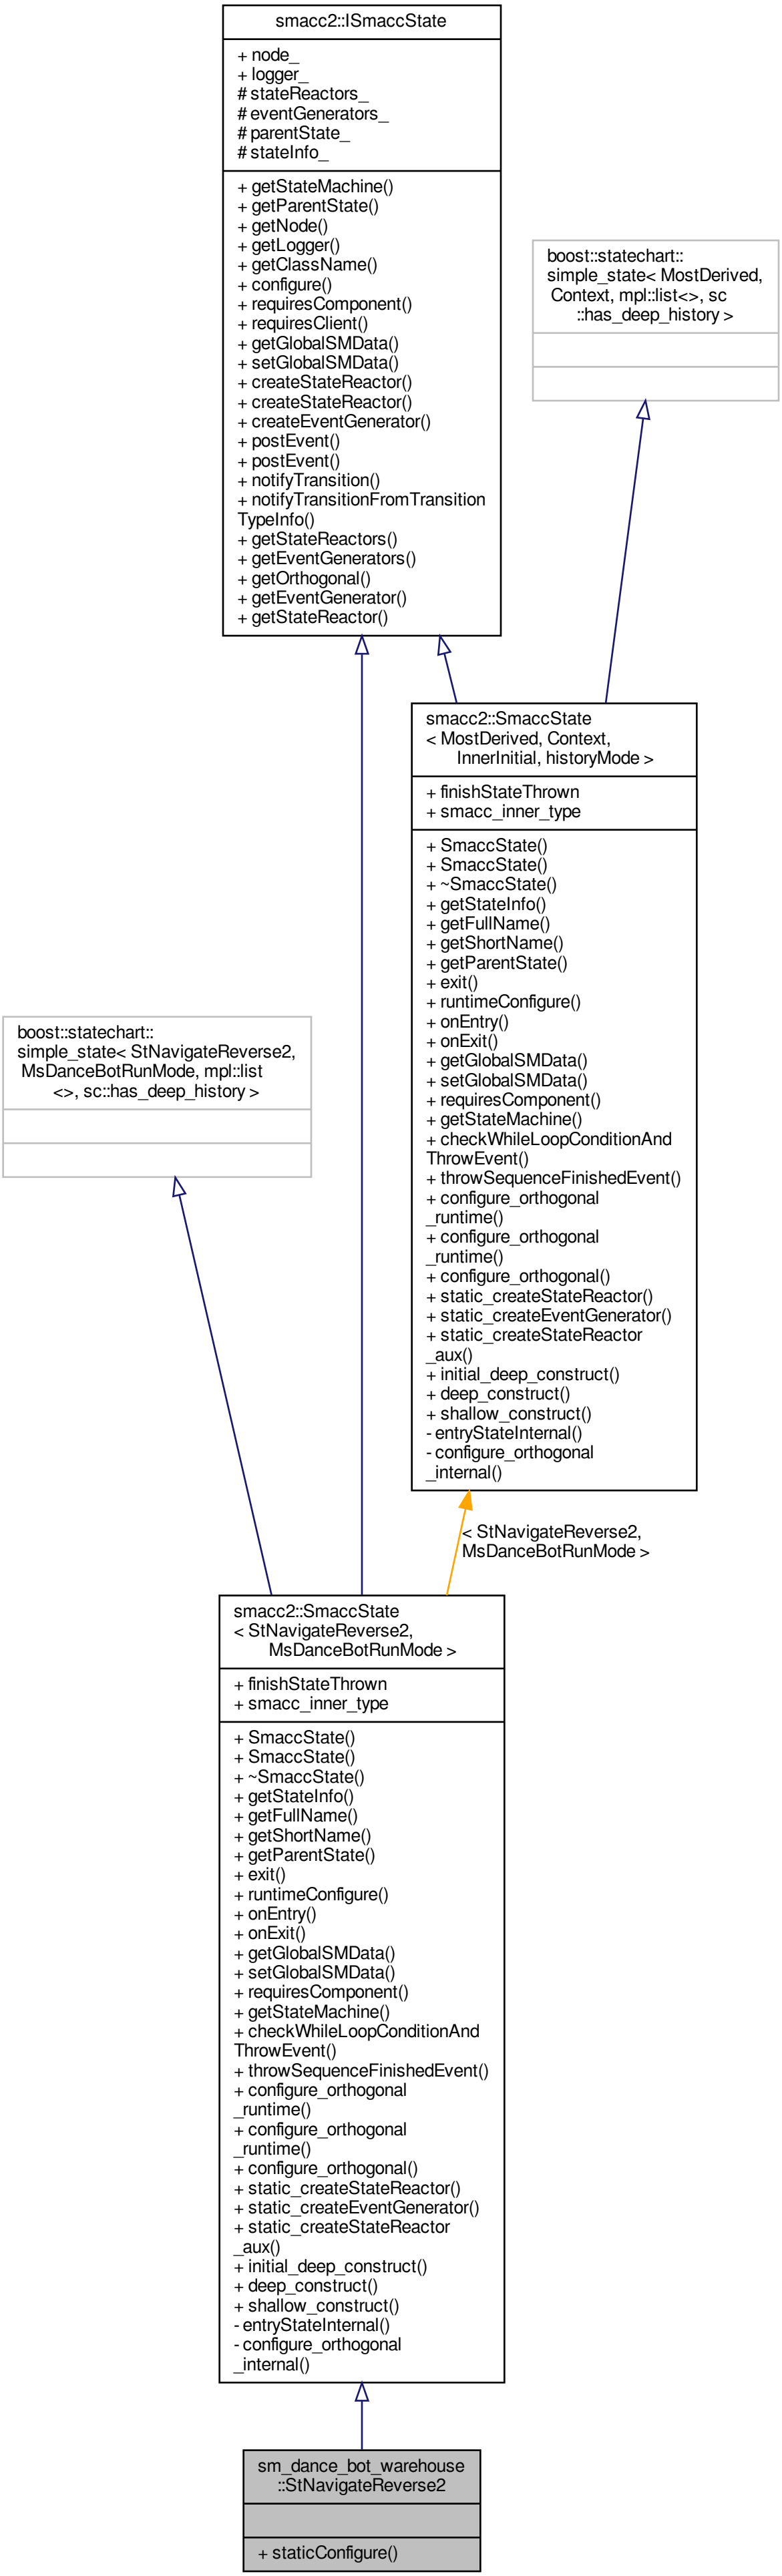 smacc2::ISmaccState
+ node_
+ logger_
# stateReactors_
# eventGenerators_
# parentState_
# stateInfo_
+ getStateMachine()
+ getParentState()
+ getNode()
+ getLogger()
+ getClassName()
+ configure()
+ requiresComponent()
+ requiresClient()
+ getGlobalSMData()
+ setGlobalSMData()
+ createStateReactor()
+ createStateReactor()
+ createEventGenerator()
+ postEvent()
+ postEvent()
+ notifyTransition()
+ notifyTransitionFromTransition
TypeInfo()
+ getStateReactors()
+ getEventGenerators()
+ getOrthogonal()
+ getEventGenerator()
+ getStateReactor()
boost::statechart::
simple_state< MostDerived,
Context, mpl::list<>, sc
::has_deep_history >
smacc2::SmaccState
< MostDerived, Context,
InnerInitial, historyMode >
+ finishStateThrown
+ smacc_inner_type
+ SmaccState()
+ SmaccState()
+ ~SmaccState()
+ getStateInfo()
+ getFullName()
+ getShortName()
+ getParentState()
+ exit()
+ runtimeConfigure()
+ onEntry()
+ onExit()
+ getGlobalSMData()
+ setGlobalSMData()
+ requiresComponent()
+ getStateMachine()
+ checkWhileLoopConditionAnd
ThrowEvent()
+ throwSequenceFinishedEvent()
+ configure_orthogonal
_runtime()
+ configure_orthogonal
_runtime()
+ configure_orthogonal()
+ static_createStateReactor()
+ static_createEventGenerator()
+ static_createStateReactor
_aux()
+ initial_deep_construct()
+ deep_construct()
+ shallow_construct()
- entryStateInternal()
- configure_orthogonal
_internal()
boost::statechart::
simple_state< StNavigateReverse2,
MsDanceBotRunMode, mpl::list
<>, sc::has_deep_history >
< StNavigateReverse2,
MsDanceBotRunMode >
smacc2::SmaccState
< StNavigateReverse2,
MsDanceBotRunMode >
+ finishStateThrown
+ smacc_inner_type
+ SmaccState()
+ SmaccState()
+ ~SmaccState()
+ getStateInfo()
+ getFullName()
+ getShortName()
+ getParentState()
+ exit()
+ runtimeConfigure()
+ onEntry()
+ onExit()
+ getGlobalSMData()
+ setGlobalSMData()
+ requiresComponent()
+ getStateMachine()
+ checkWhileLoopConditionAnd
ThrowEvent()
+ throwSequenceFinishedEvent()
+ configure_orthogonal
_runtime()
+ configure_orthogonal
_runtime()
+ configure_orthogonal()
+ static_createStateReactor()
+ static_createEventGenerator()
+ static_createStateReactor
_aux()
+ initial_deep_construct()
+ deep_construct()
+ shallow_construct()
- entryStateInternal()
- configure_orthogonal
_internal()
sm_dance_bot_warehouse
::StNavigateReverse2
+ staticConfigure()